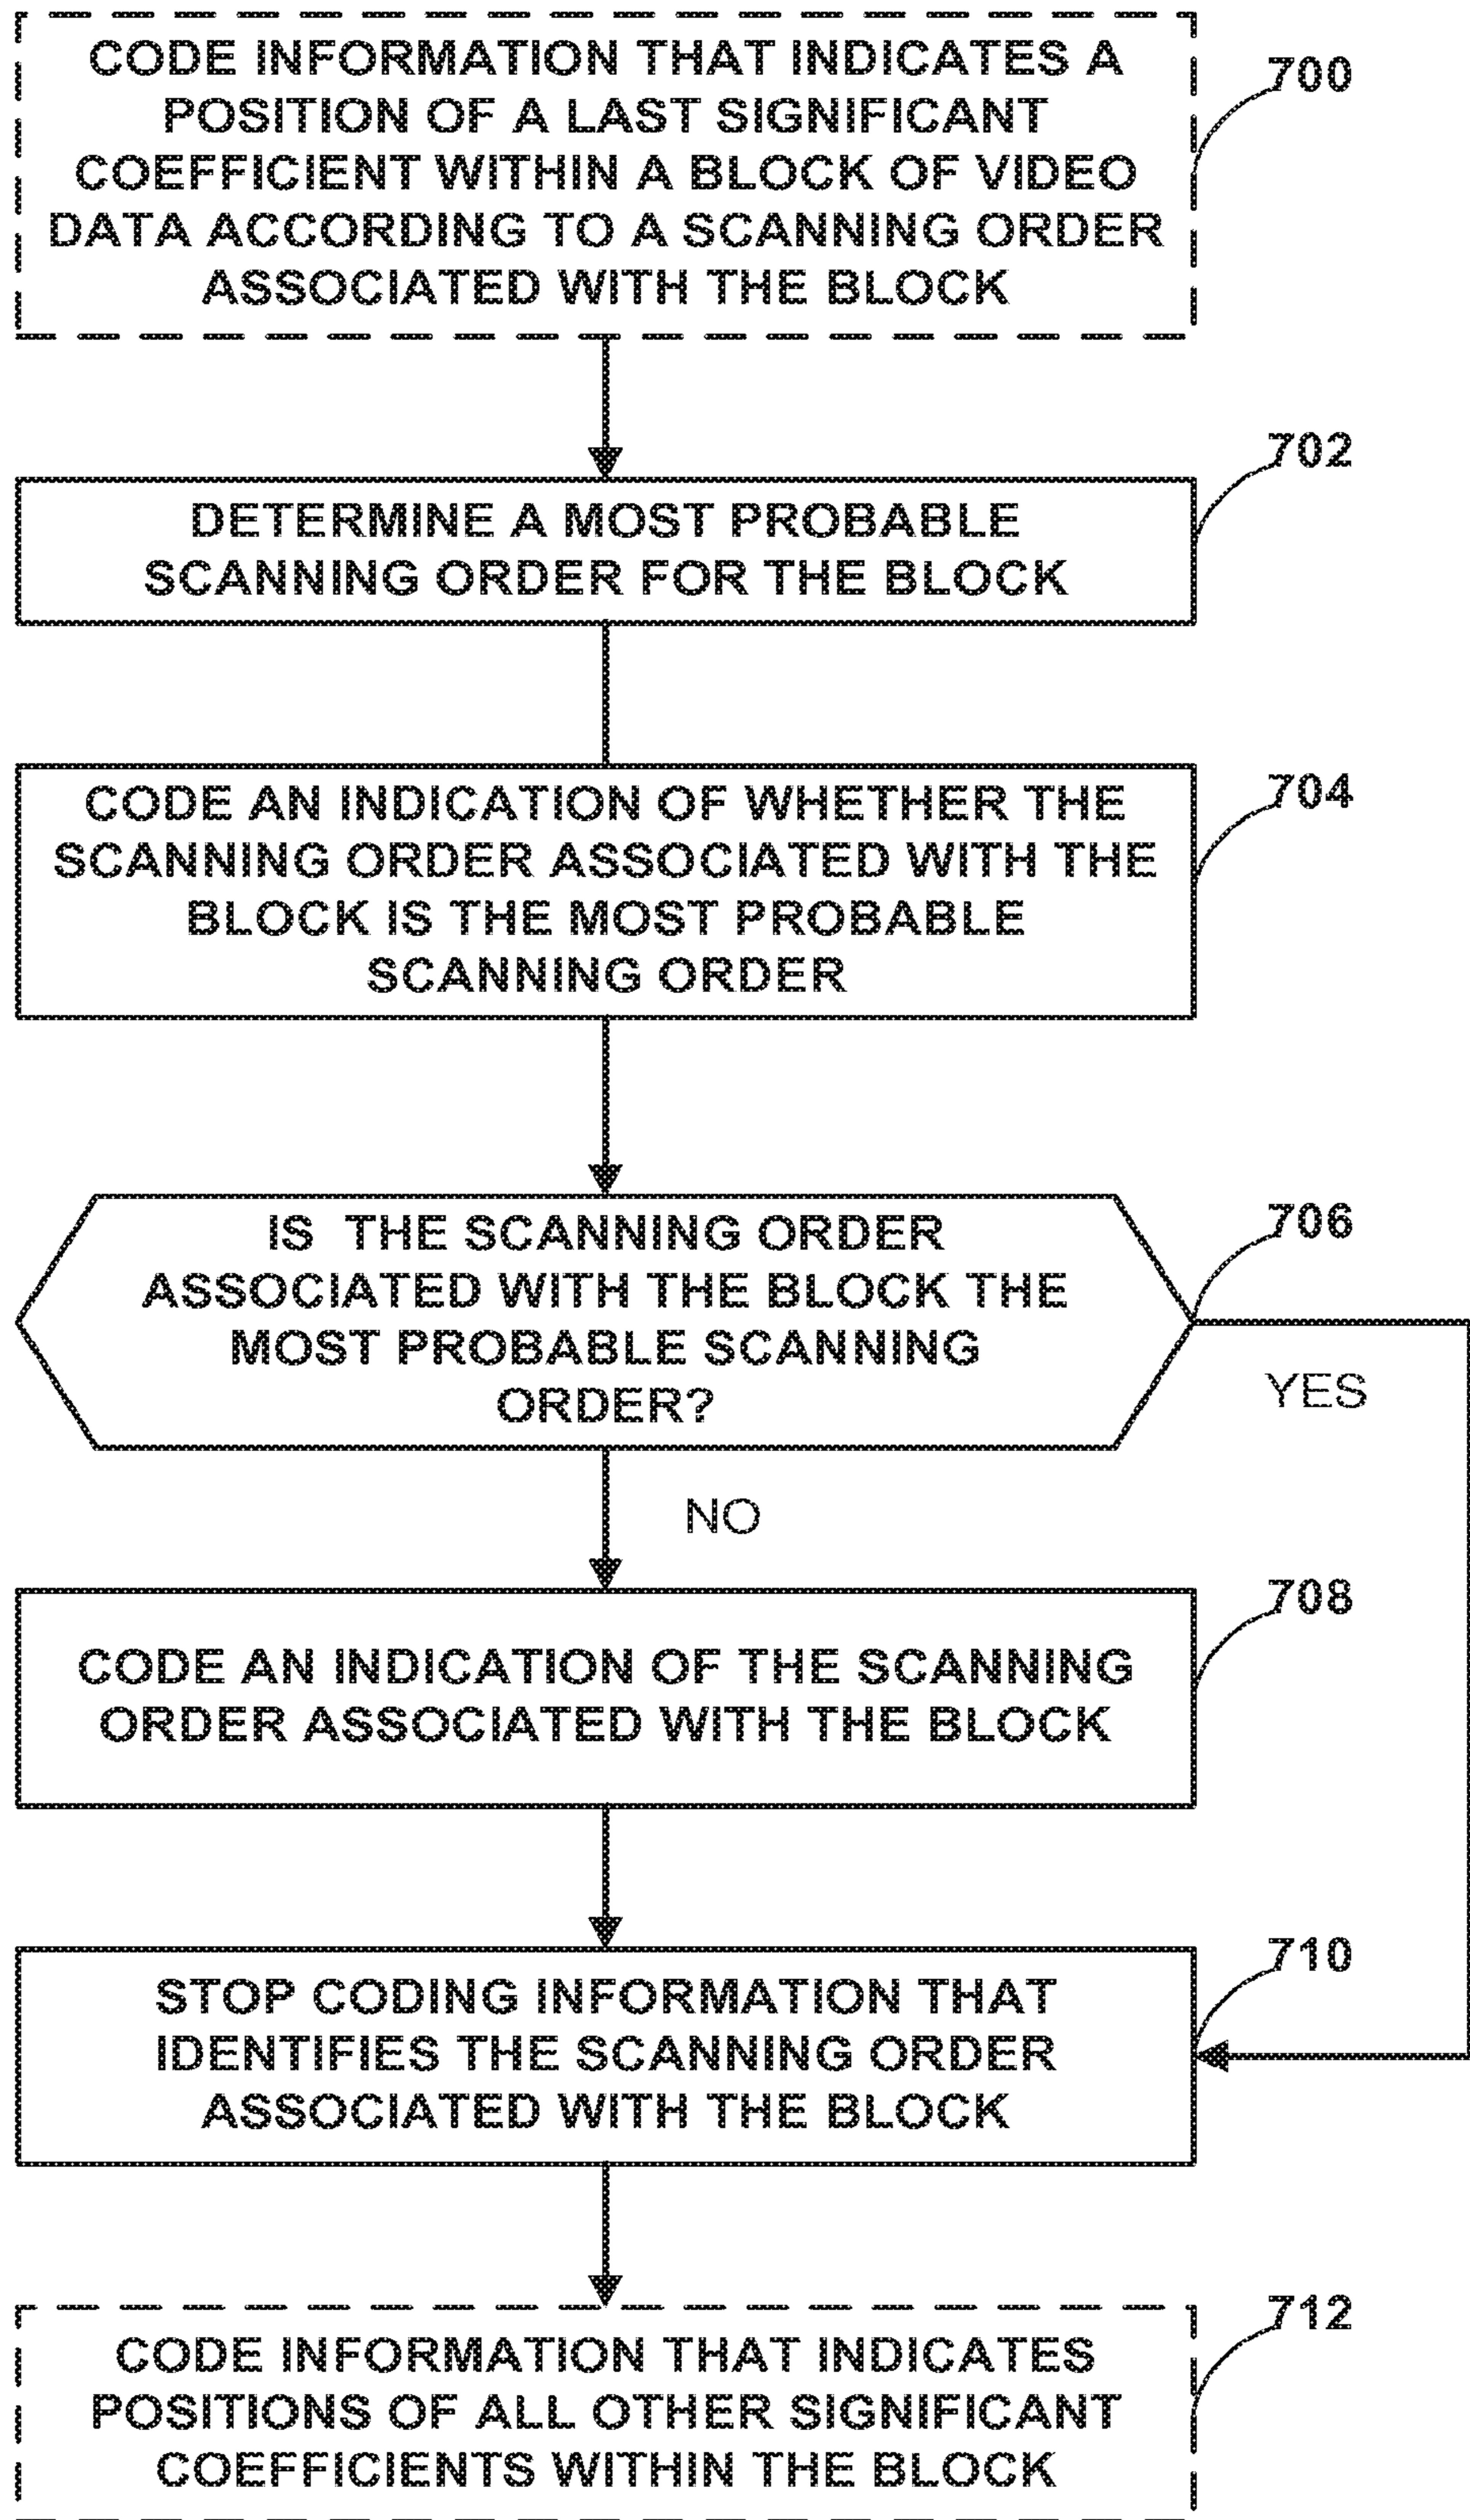 CODE INFORMATION THAT INDICATES A
POSITION OF A LAST SIGNIFICANT
COEFFICIENT WITHIN A BLOCK OF VIDEO
DATA ACCORDING TO A SCANNING ORDER
ASSOCIATED WITH THE BLOCK
700
DETERMINE A MOST PROBABLE
SCANNING ORDER FOR THE BLOCK
702
CODE AN INDICATION OF WHETHER THE
SCANNING ORDER ASSOCIATED WITH THE
BLOCK IS THE MOST PROBABLE
SCANNING ORDER
704
IS THE SCANNING ORDER
ASSOCIATED WITH THE BLOCK THE
MOST PROBABLE SCANNING
ORDER?
706
YES
NO
CODE AN INDICATION OF THE SCANNING
ORDER ASSOCIATED WITH THE BLOCK
708
STOP CODING INFORMATION THAT
IDENTIFIES THE SCANNING ORDER
ASSOCIATED WITH THE BLOCK
710
CODE INFORMATION THAT INDICATES
POSITIONS OF ALL OTHER SIGNIFICANT
COEFFICIENTS WITHIN THE BLOCK
712